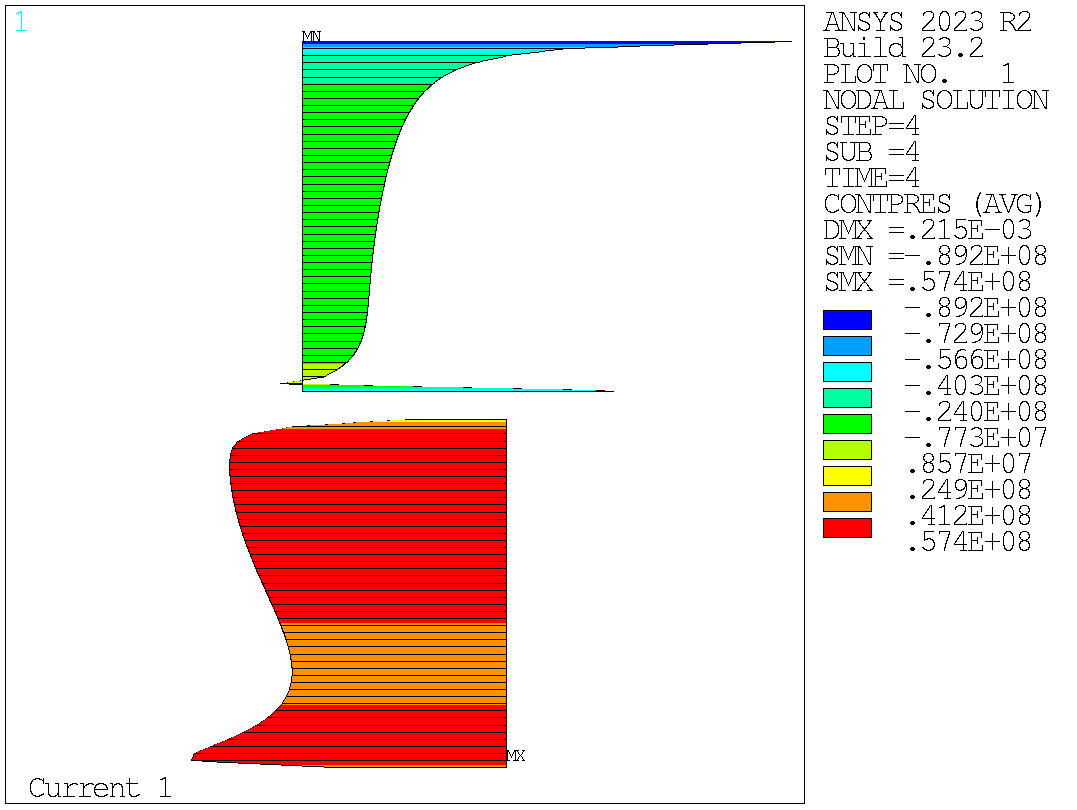 1
MN
ANSYS 2023 R2
Build 23.2
PLOT NO.   1
NODAL SOLUTION
STEP=4
SUB =4
TIME=4
CONTPRES (AVG)
DMX =.215E-03
SMN =-.892E+08
SMX =.574E+08
-.892E+08
-.729E+08
-.566E+08
-.403E+08
-.240E+08
-.773E+07
.857E+07
.249E+08
.412E+08
.574E+08
MX
Current 1